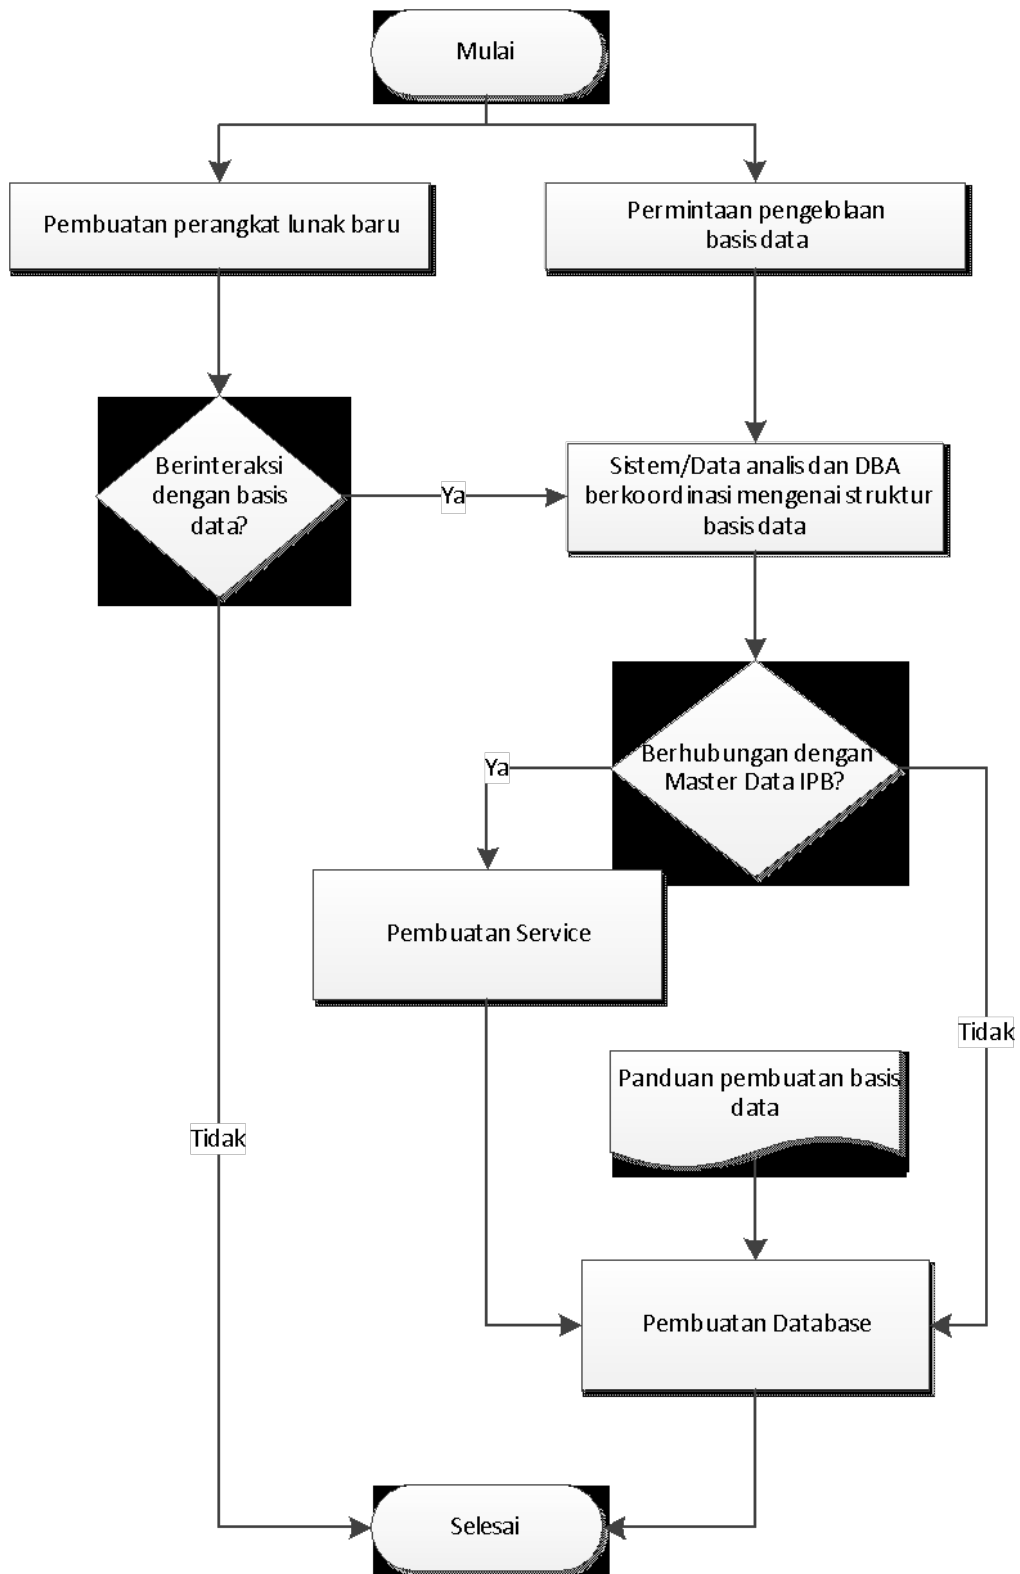 Mulai
Pembuatan perangkat lunak baru
Permintaan pengelolaan
basis data
Berinteraksi
dengan basis
data?
Ya
Sistem/Data analis dan DBA
berkoordinasi mengenai struktur
basis data
Berhubungan dengan
Master Data IPB?
Ya
Pembuatan Service
Tidak
Panduan pembuatan basis
data
Tidak
Pembuatan Database
Selesai